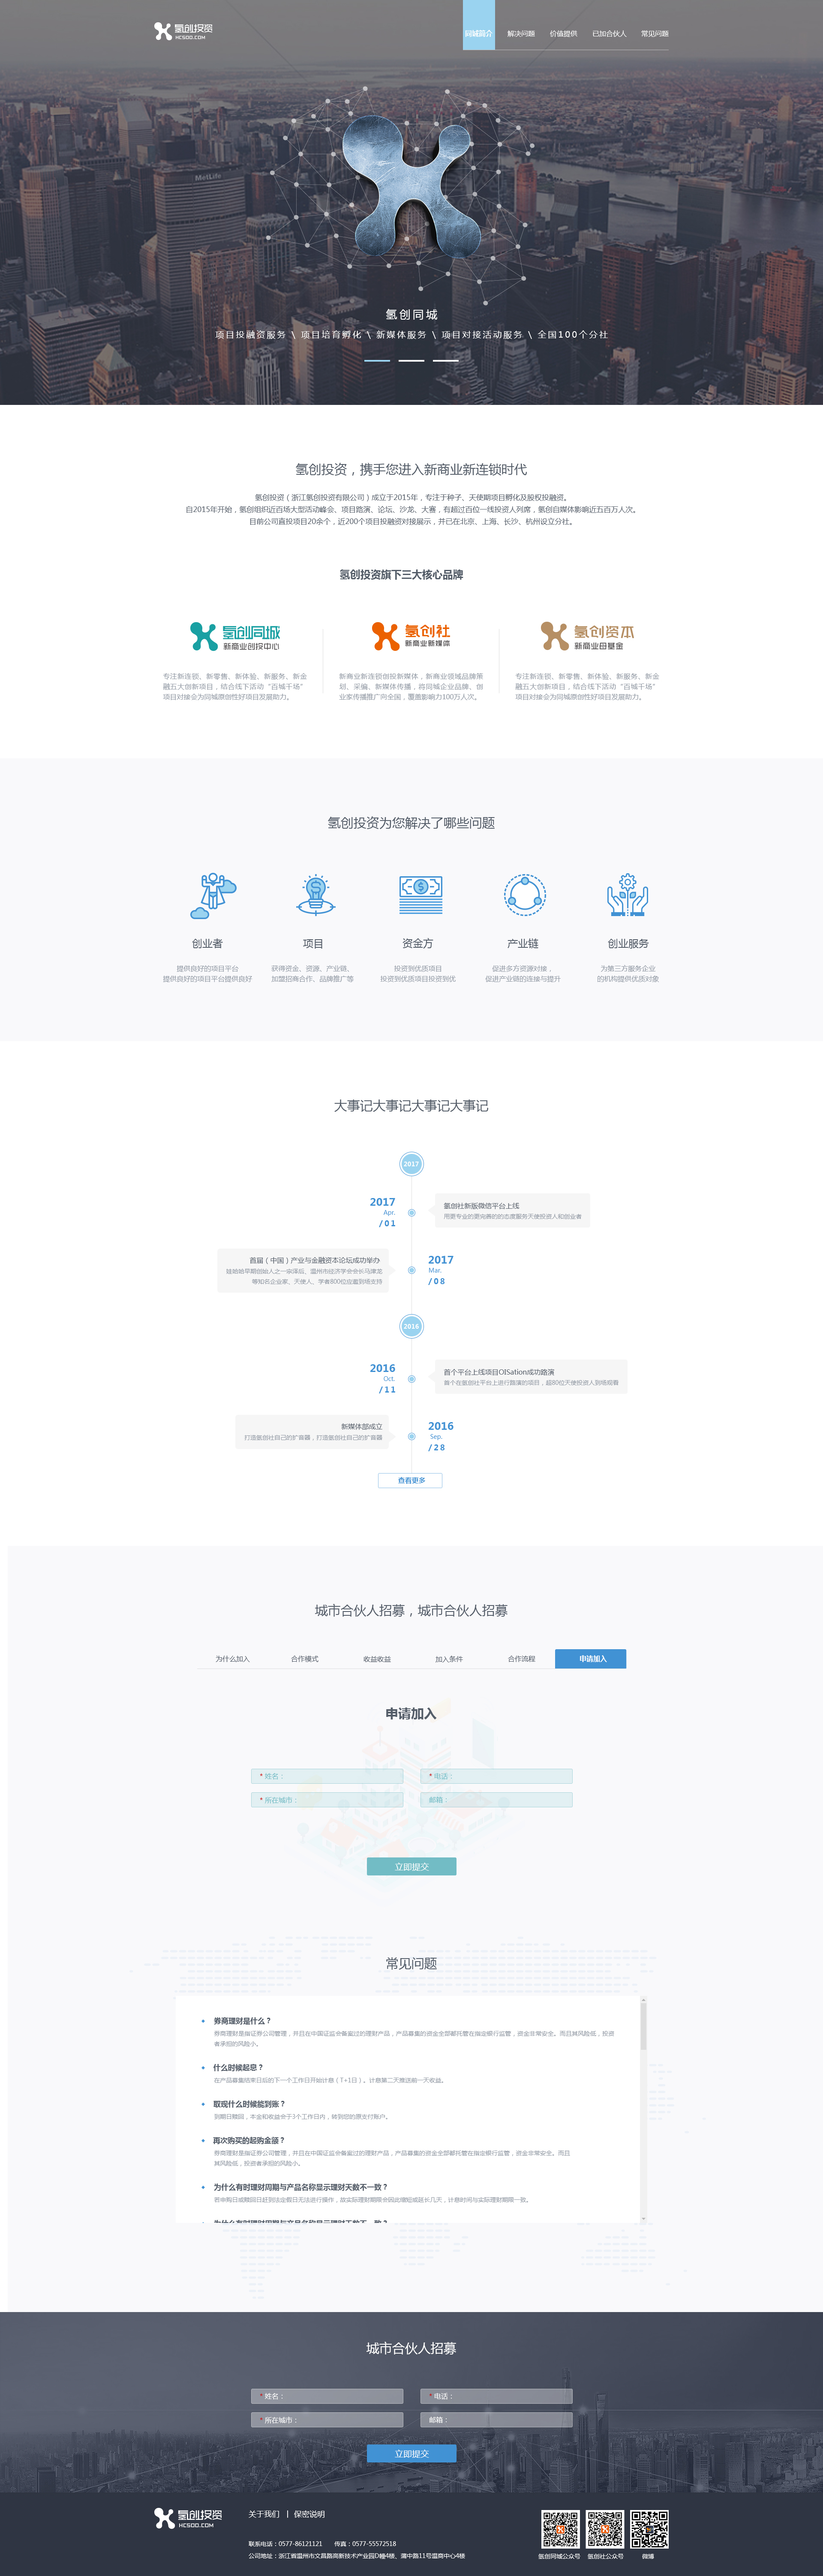 氢创投资
HCSOO.COM
同城简介 解决问题 价值提供 已加合伙人 常见问题
MetLife
氢创同城
项目投融资服务 \ 项目培育孵化 \ 新媒体服务 \ 项目对接活动服务 \ 全国100个分社
氢创投资，携手您进入新商业新连锁时代
氢创投资（浙江氢创投资有限公司）成立于2015年，专注于种子、天使期项目孵化及股权投融资。
自2015年开始，氢创组织近百场大型活动峰会、项目路演、论坛、沙龙、大赛，有超过百位一线投资人列席，氢创自媒体影响近五百万人次。
目前公司直投项目20余个，近200个项目投融资对接展示，并已在北京、上海、长沙、杭州设立分社。
氢创投资旗下三大核心品牌
氢创同城
新商业创投中心
专注新连锁、新零售、新体验、新服务、新金
融五大创新项目，结合线下活动“百城千场”
项目对接会为同城原创性好项目发展助力。
氢创社
新商业新媒体
新商业新连锁创投新媒体，新商业领域品牌策
划、采编、新媒体传播，将同城企业品牌、创
业家传播推广向全国，覆盖影响力100万人次。
氢创资本
新商业母基金
专注新连锁、新零售、新体验、新服务、新金
融五大创新项目，结合线下活动“百城千场”
项目对接会为同城原创性好项目发展助力。
氢创投资为您解决了哪些问题
创业者
提供良好的项目平台
提供良好的项目平台提供良好
项目
获得资金、资源、产业链、
加盟招商合作、品牌推广等
资金方
投资到优质项目
投资到优质项目投资到优
产业链
促进多方资源对接，
促进产业链的连接与提升
创业服务
为第三方服务企业
的机构提供优质对象
大事记大事记大事记大事记
2017
2017
Apr.
/01
氢创社新版微信平台上线
用更专业的更完善的的态度服务天使投资人和创业者
首届（中国）产业与金融资本论坛成功举办
娃哈哈早期创始人之一宗泽后、温州市经济学会会长马津龙
等知名企业家、天使人、学者800位应邀到场支持
2017
Mar.
/08
2016
2016
Oct.
/11
首个平台上线项目OISation成功路演
首个在氢创社平台上进行路演的项目，超80位天使投资人到场观看
新媒体部成立
打造氢创社自己的扩音器，打造氢创社自己的扩音器
2016
Sep.
/28
查看更多
城市合伙人招募，城市合伙人招募
为什么加入 合作模式 收益收益 加入条件 合作流程 申请加入
申请加入
* 姓名： * 电话：
* 所在城市： 邮箱：
立即提交
常见问题
券商理财是什么？
券商理财是指证券公司管理，并且在中国证监会备案过的理财产品，产品募集的资金全部都托管在指定银行监管，资金非常安全。而且其风险低，投资
者承担的风险小。
什么时候起息？
在产品募集结束日后的下一个工作日开始计息（T+1日）。计息第二天推送前一天收益。
取现什么时候能到账？
到期日赎回，本金和收益会于3个工作日内，转到您的原支付账户。
再次购买的起购金额？
券商理财是指证券公司管理，并且在中国证监会备案过的理财产品，产品募集的资金全部都托管在指定银行监管，资金非常安全。而且
其风险低，投资者承担的风险小。
为什么有时理财周期与产品名称显示理财天数不一致？
若申购日或赎回日赶到法定假日无法进行操作，故实际理财期限会因此缩短或延长几天，计息时间与实际理财期限一致。
为什么有时理财周期与产品名称显示理财天数不一致？
城市合伙人招募
* 姓名： * 电话：
* 所在城市： 邮箱：
立即提交
氢创投资
HCSOO.COM
关于我们 | 保密说明
联系电话：0577-86121121 传真：0577-55572518
公司地址：浙江省温州市文昌路尚新技术产业园D幢4楼、蒲中路11号温商中心4楼
氢创同城公众号 氢创社公众号 微博